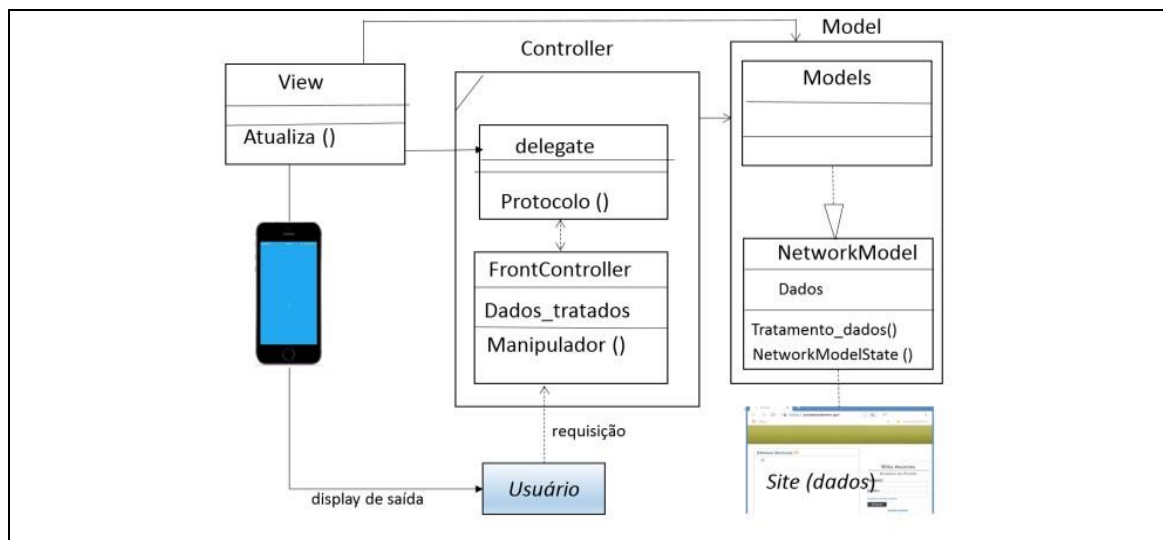 Model
Controller
View
Atualiza ()
Models
delegate
Protocolo ()
FrontController
Dados_tratados
Manipulador ()
NetworkModel
Dados
Tratamento_dados()
NetworkModelState ()
requisição
Usuário
display de saída
Site (dados)